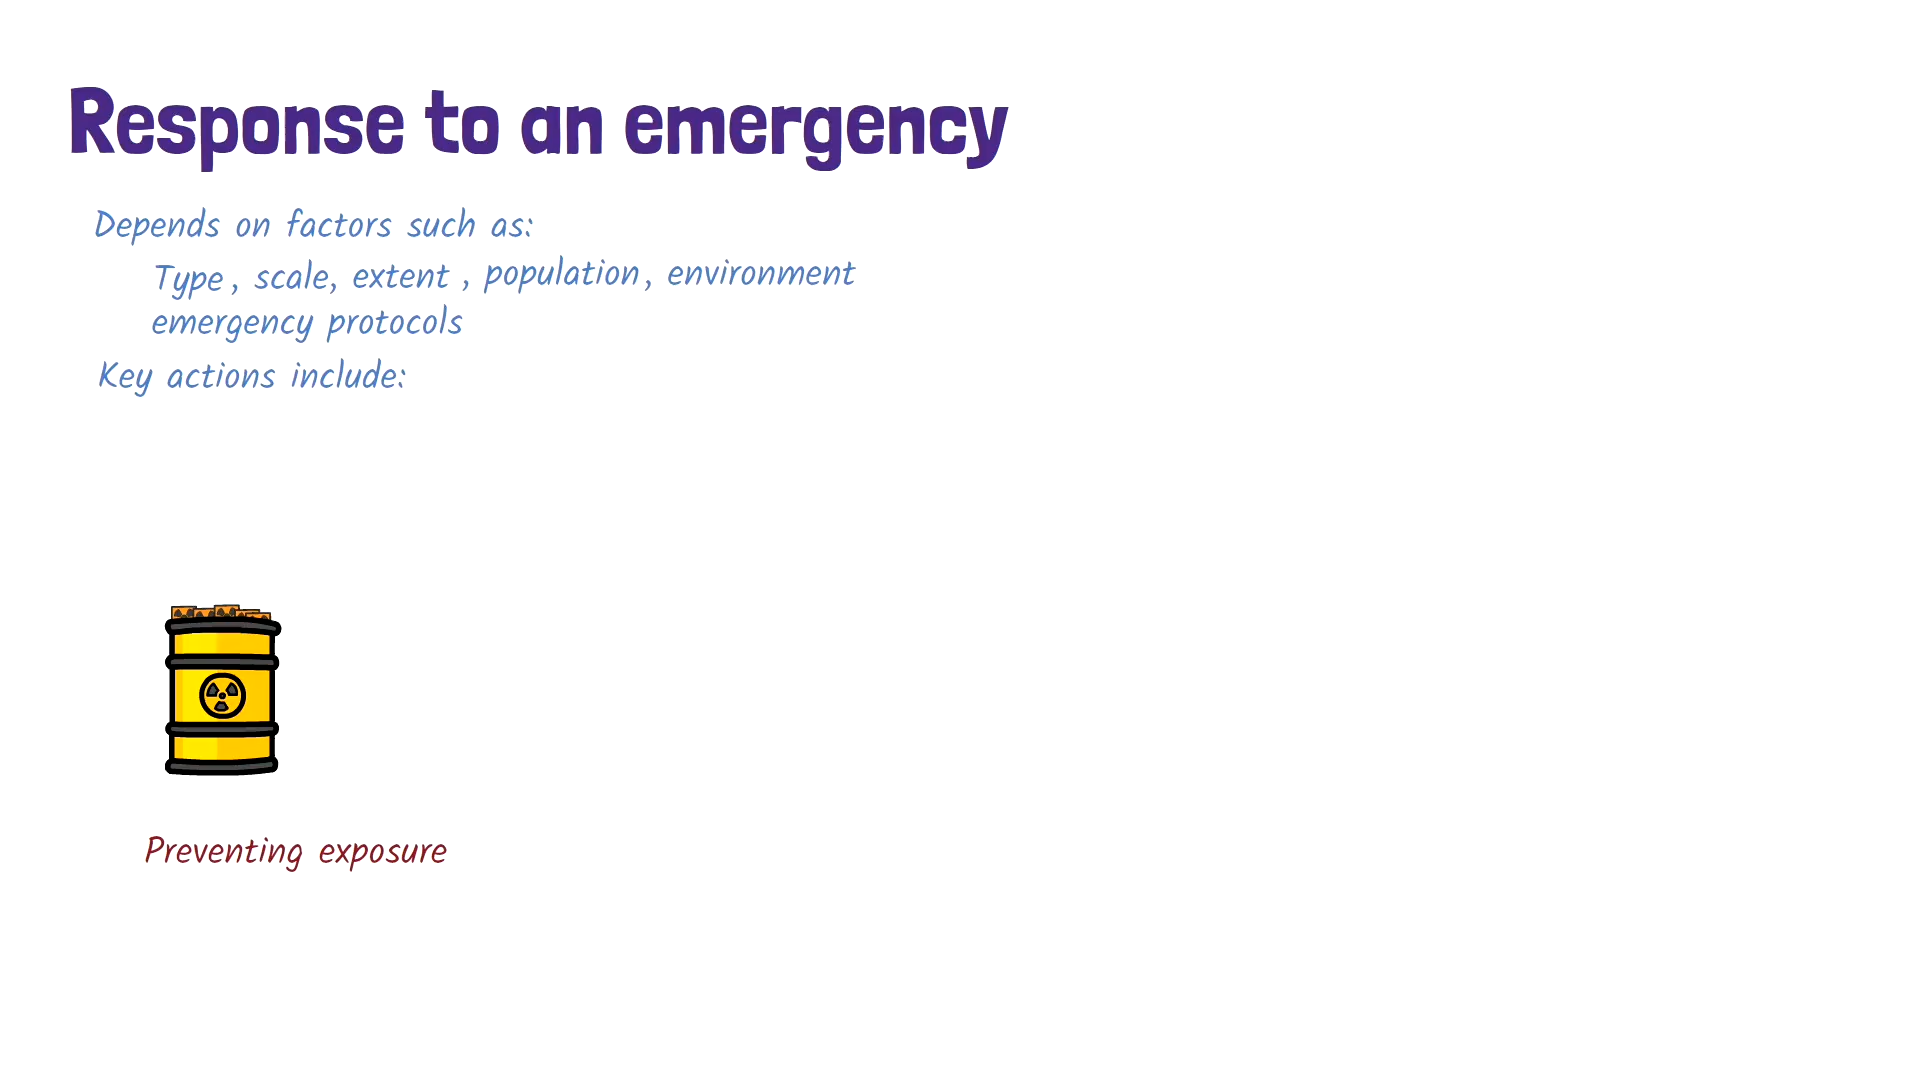 Response to an emergency
Depends on factors such as:
Type, scale, extent, population, environment
emergency protocols
Key actions include:
Preventing exposure